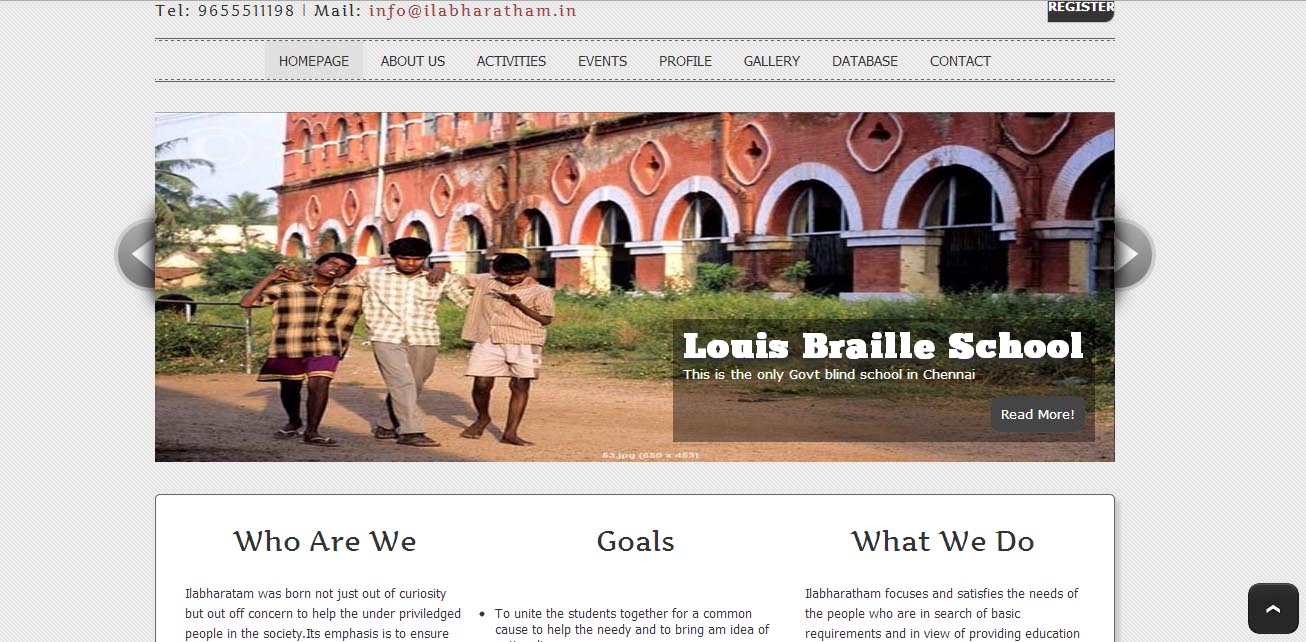 Tel: 9655511198 | Mail: info@ilabharatham.in
REGISTER
HOMEPAGE ABOUT US ACTIVITIES EVENTS PROFILE GALLERY DATABASE CONTACT
Louis Braille School
This is the only Govt blind school in Chennai
Read More!
53.jpg (650 x 453)
Who Are We
Ilabharatam was born not just out of curiosity
but out off concern to help the under priviledged
people in the society.Its emphasis is to ensure
Goals
• To unite the students together for a common
cause to help the needy and to bring am idea of
What We Do
Ilabharatham focuses and satisfies the needs of
the people who are in search of basic
requirements and in view of providing education